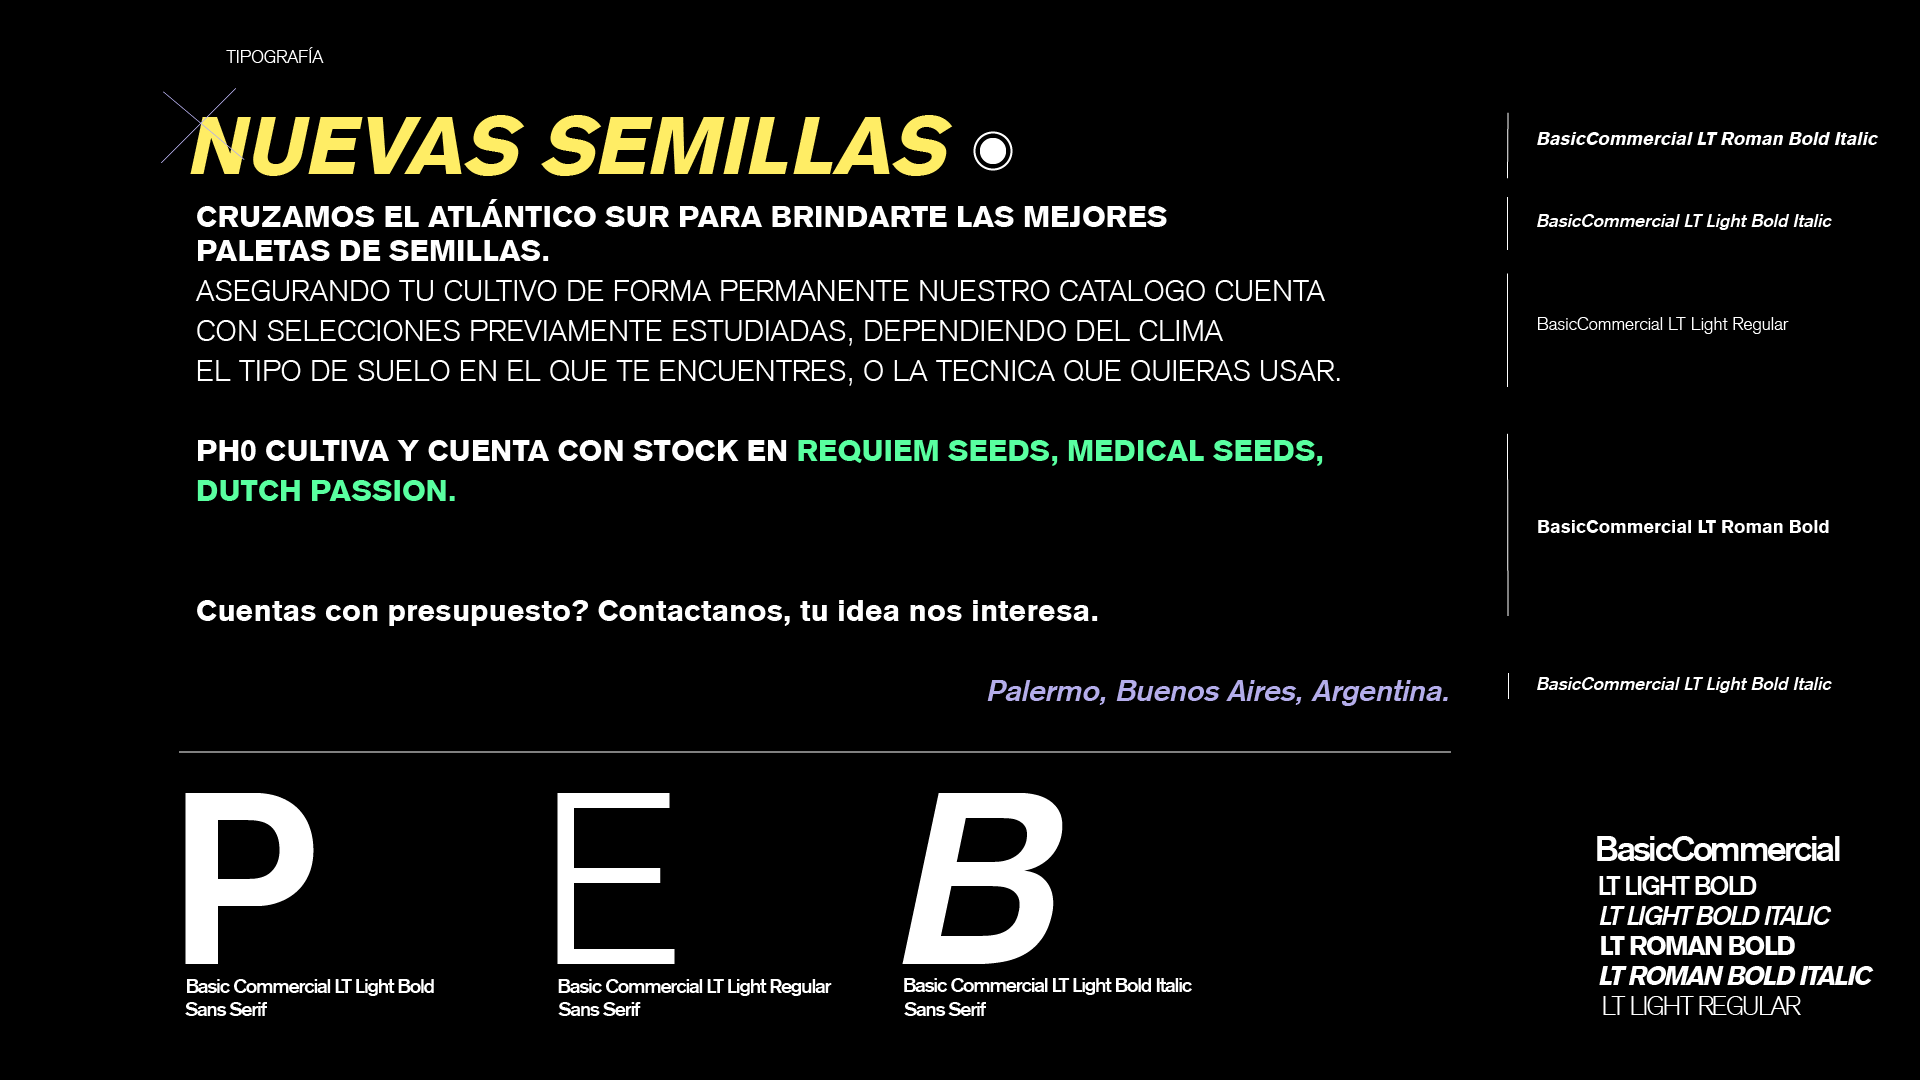 TIPOGRAFÍA
NUEVAS SEMILLAS
BasicCommercial LT Roman Bold Italic
CRUZAMOS EL ATLÁNTICO SUR PARA BRINDARTE LAS MEJORES
PALETAS DE SEMILLAS.
BasicCommercial LT Light Bold Italic
ASEGURANDO TU CULTIVO DE FORMA PERMANENTE NUESTRO CATALOGO CUENTA
CON SELECCIONES PREVIAMENTE ESTUDIADAS, DEPENDIENDO DEL CLIMA
EL TIPO DE SUELO EN EL QUE TE ENCUENTRES, O LA TECNICA QUE QUIERAS USAR.
BasicCommercial LT Light Regular
PH0 CULTIVA Y CUENTA CON STOCK EN REQUIEM SEEDS, MEDICAL SEEDS,
DUTCH PASSION.
BasicCommercial LT Roman Bold
Cuentas con presupuesto? Contactanos, tu idea nos interesa.
Palermo, Buenos Aires, Argentina.
BasicCommercial LT Light Bold Italic
P
Basic Commercial LT Light Bold
Sans Serif
E
Basic Commercial LT Light Regular
Sans Serif
B
Basic Commercial LT Light Bold Italic
Sans Serif
BasicCommercial
LT LIGHT BOLD
LT LIGHT BOLD ITALIC
LT ROMAN BOLD
LT ROMAN BOLD ITALIC
LT LIGHT REGULAR